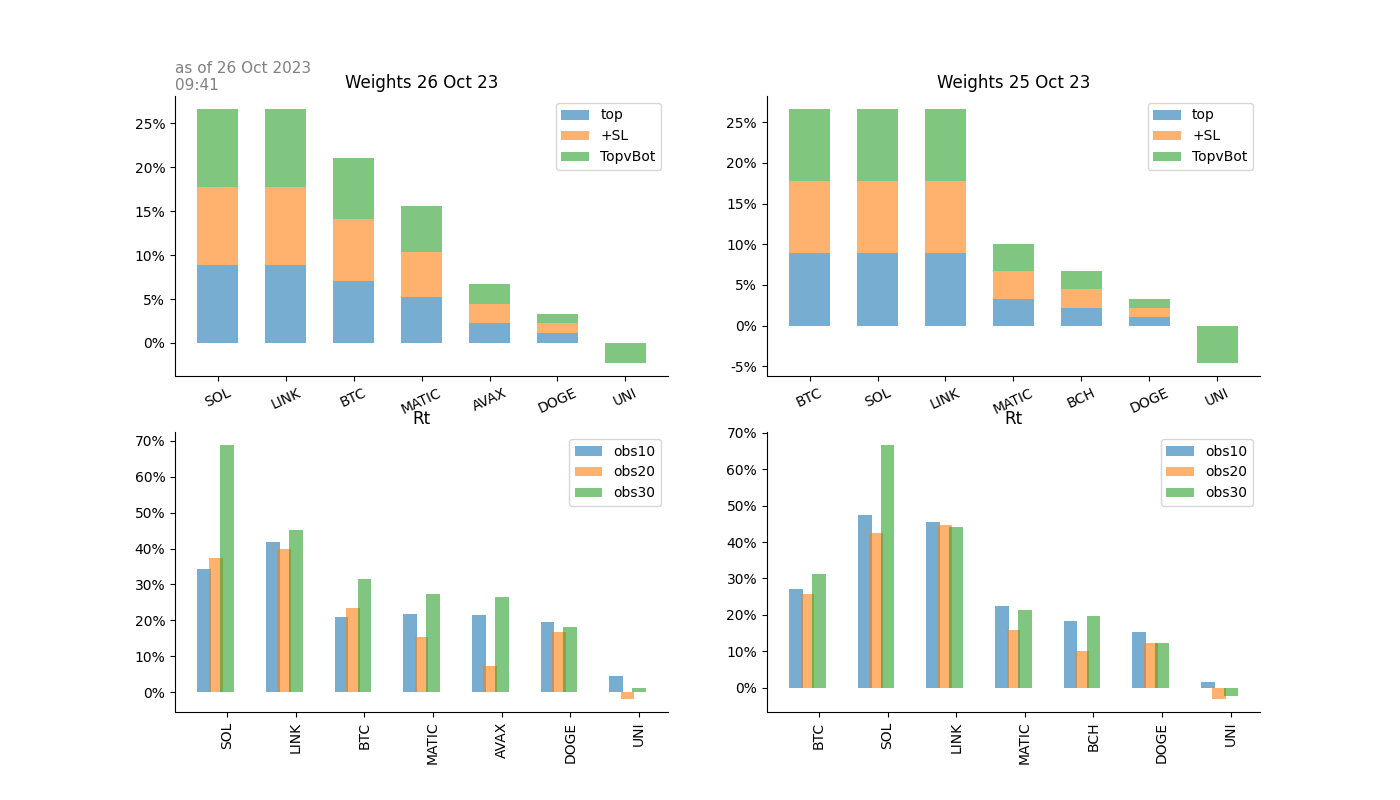 as of 26 Oct 2023
09:41
Weights 26 Oct 23
25%
20%
15%
10%
5%
0%
top
+SL
TopvBot
SOL LINK BTC MATIC AVAX DOGE UNI
Weights 25 Oct 23
25%
20%
15%
10%
5%
0%
-5%
top
+SL
TopvBot
BTC SOL LINK MATIC BCH DOGE UNI
Rt
70%
60%
50%
40%
30%
20%
10%
0%
obs10
obs20
obs30
SOL LINK BTC MATIC AVAX DOGE UNI
Rt
70%
60%
50%
40%
30%
20%
10%
0%
obs10
obs20
obs30
BTC SOL LINK MATIC BCH DOGE UNI